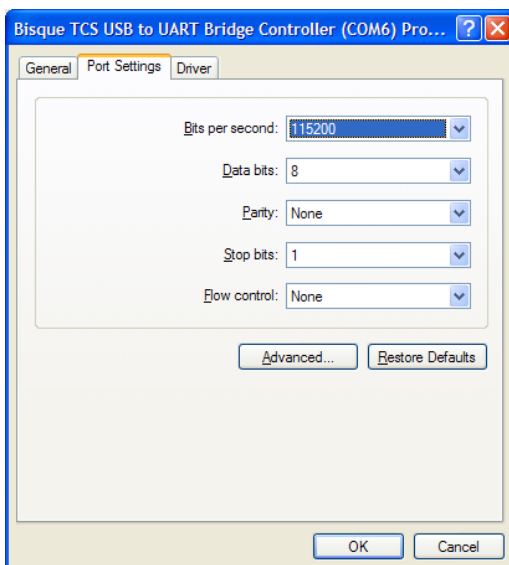 Bisque TCS USB to UART Bridge Controller (COM6) Pro...
General Port Settings Driver
Bits per second: 115200
Data bits: 8
Parity: None
Stop bits: 1
Flow control: None
Advanced... Restore Defaults
OK Cancel